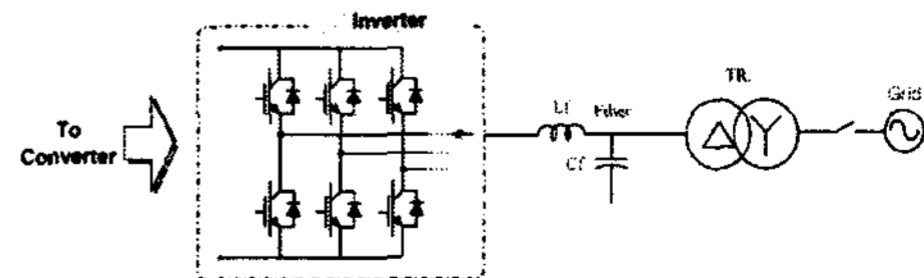 Inverter
To
Converter
Lf
Filter
Cf
TR.
Grid